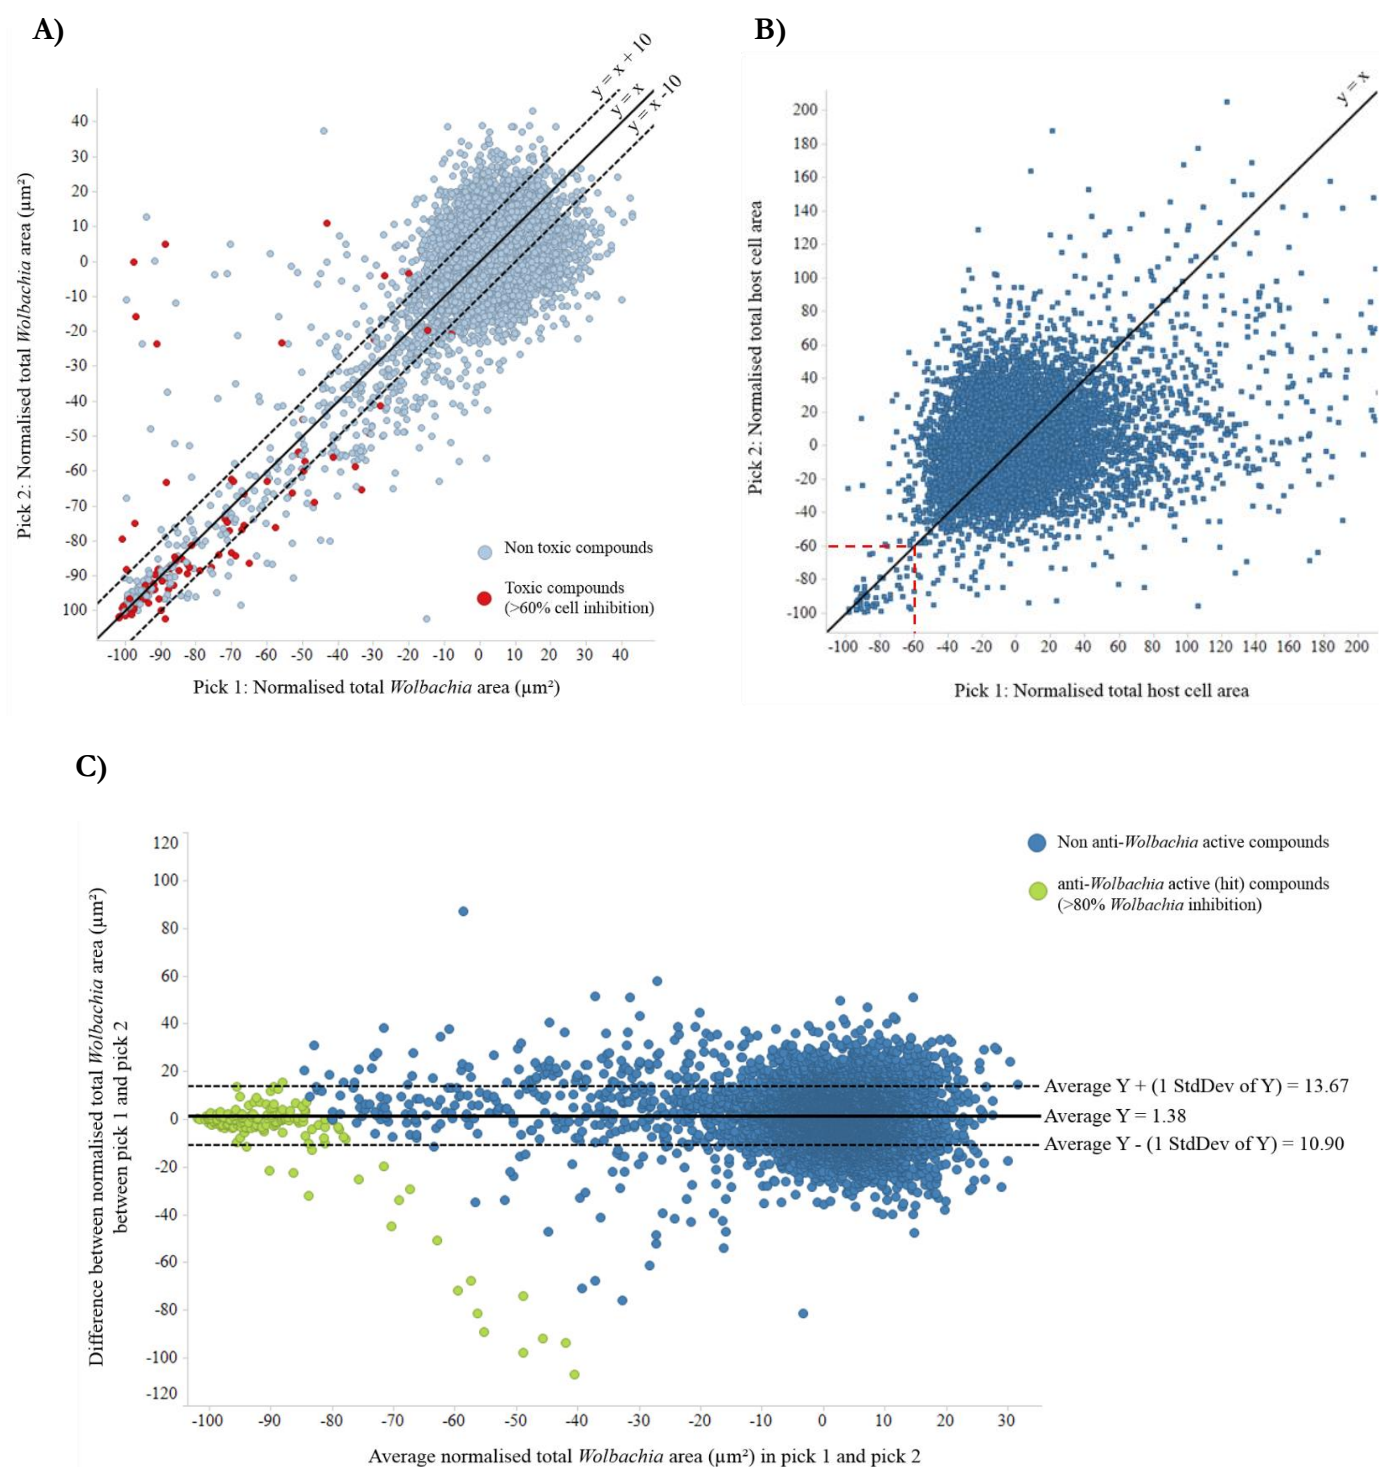 A)
y = x + 10
y = x
y = x -10
40
30
20
10
0
-10
-20
-30
-40
-50
-60
-70
-80
-90
100
Pick 2: Normalised total Wolbachia area (µm²)
Non toxic compounds
Toxic compounds
(>60% cell inhibition)
-100 -90 -80 -70 -60 -50 -40 -30 -20 -10 0 10 20 30 40
Pick 1: Normalised total Wolbachia area (µm²)
B)
y = x
200
180
160
140
120
100
80
60
40
20
0
-20
-40
-60
-80
-100
Pick 2: Normalised total host cell area
-100 -80 -60 -40 -20 0 20 40 60 80 100 120 140 160 180 200
Pick 1: Normalised total host cell area
C)
Non anti-Wolbachia active compounds
anti-Wolbachia active (hit) compounds
(>80% Wolbachia inhibition)
120
100
80
60
40
20
0
-20
-40
-60
-80
-100
-120
Difference between normalised total Wolbachia area (µm²)
between pick 1 and pick 2
Average Y + (1 StdDev of Y) = 13.67
Average Y = 1.38
Average Y - (1 StdDev of Y) = 10.90
-100 -90 -80 -70 -60 -50 -40 -30 -20 -10 0 10 20 30
Average normalised total Wolbachia area (µm²) in pick 1 and pick 2